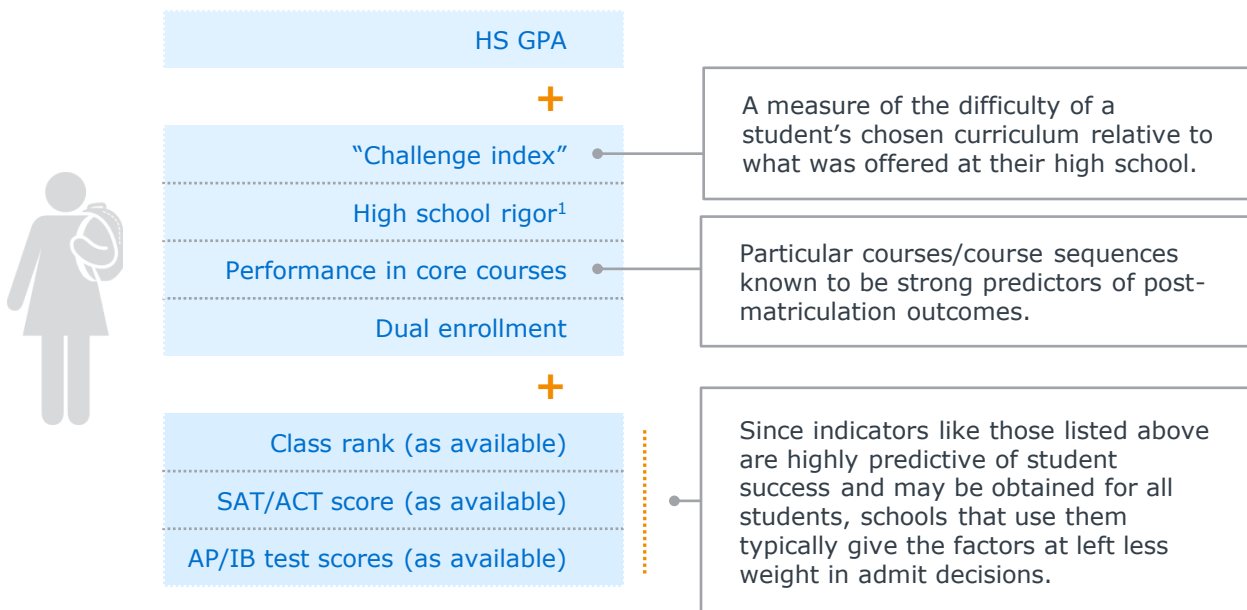 HS GPA
+
“Challenge index”
A measure of the difficulty of a
student’s chosen curriculum relative to
what was offered at their high school.
High school rigor¹
Performance in core courses
Particular courses/course sequences
known to be strong predictors of post-
matriculation outcomes.
Dual enrollment
+
Class rank (as available)
SAT/ACT score (as available)
AP/IB test scores (as available)
Since indicators like those listed above
are highly predictive of student
success and may be obtained for all
students, schools that use them
typically give the factors at left less
weight in admit decisions.